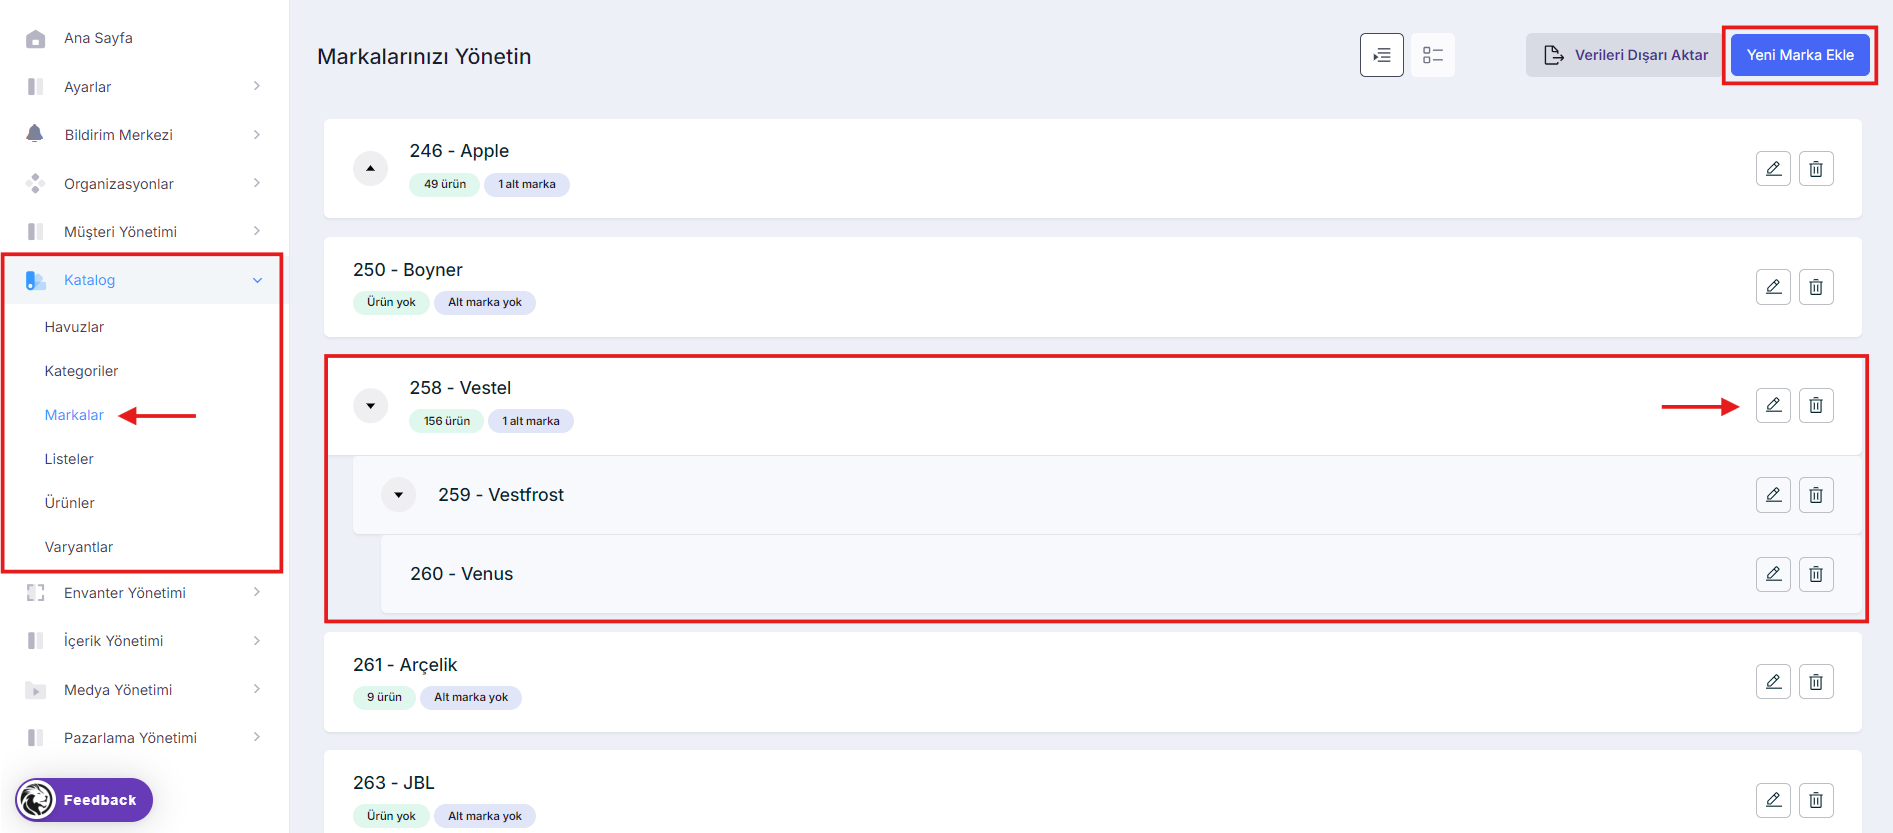 Ana Sayfa
Ayarlar
Bildirim Merkezi
Organizasyonlar
Müşteri Yönetimi
Katalog
Havuzlar
Kategoriler
Markalar
Listeler
Ürünler
Varyantlar
Envanter Yönetimi
İçerik Yönetimi
Medya Yönetimi
Pazarlama Yönetimi
Feedback
Markalarınızı Yönetin
Verileri Dışarı Aktar
Yeni Marka Ekle
246 - Apple
49 ürün
1 alt marka
250 - Boyner
Ürün yok
Alt marka yok
258 - Vestel
156 ürün
1 alt marka
259 - Vestfrost
260 - Venus
261 - Arçelik
9 ürün
Alt marka yok
263 - JBL
Ürün yok
Alt marka yok